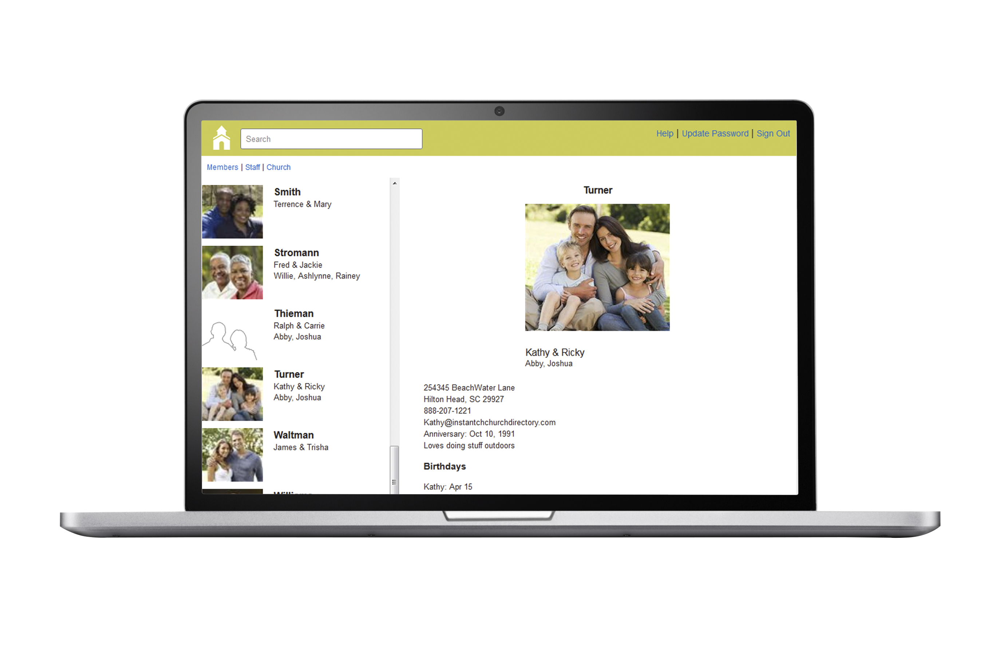 Search
Help | Update Password | Sign Out
Members | Staff | Church
Smith
Terrence & Mary
Stromann
Fred & Jackie
Willie, Ashlynne, Rainey
Thieman
Ralph & Carrie
Abby, Joshua
Turner
Kathy & Ricky
Abby, Joshua
Waltman
James & Trisha
Turner
Kathy & Ricky
Abby, Joshua
254345 BeachWater Lane
Hilton Head, SC 29927
888-207-1221
Kathy@instantchchurchdirectory.com
Anniversary: Oct 10, 1991
Loves doing stuff outdoors
Birthdays
Kathy: Apr 15